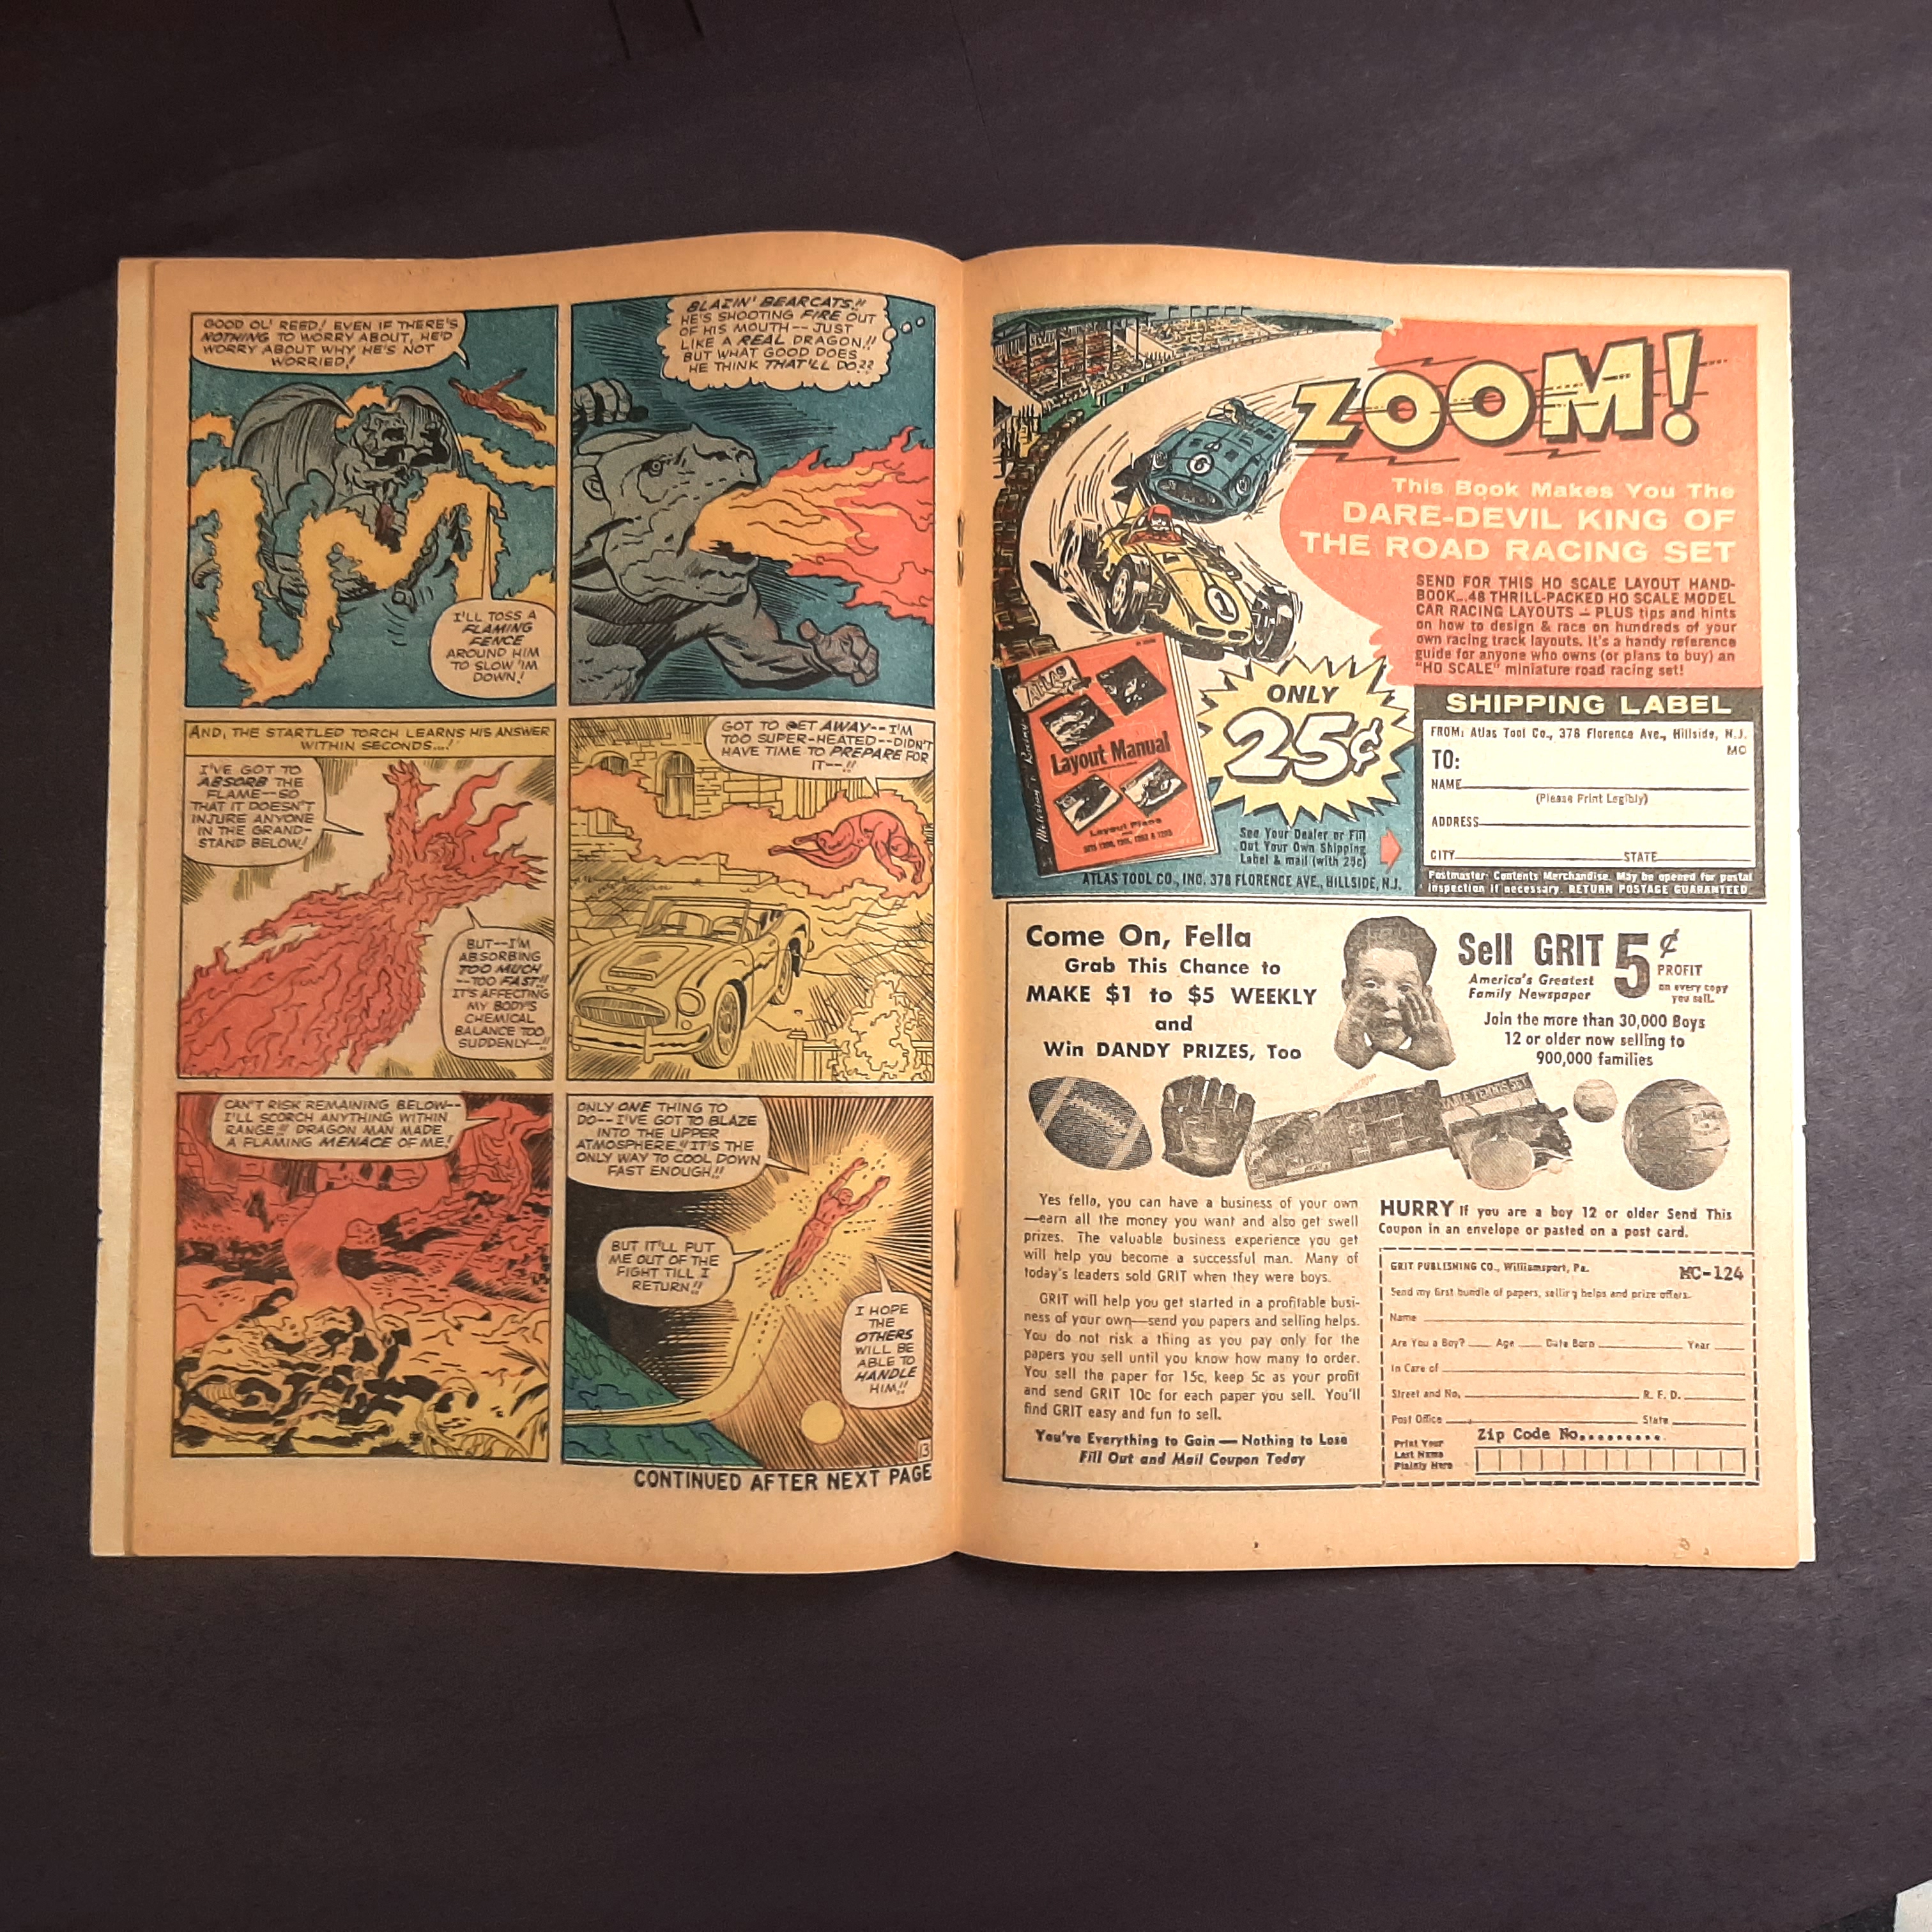 GOOD OL' REED! EVEN IF THERE'S
NOTHING TO WORRY ABOUT, HE'D
WORRY ABOUT WHY HE'S NOT
WORRIED!
I'LL TOSS A
FLAMING
FENCE
AROUND HIM
TO SLOW 'IM
DOWN!
BLAZIN' BEARCATS!!
HE'S SHOOTING FIRE OUT
OF HIS MOUTH-- JUST
LIKE A REAL DRAGON!!
BUT WHAT GOOD DOES
HE THINK THAT'LL DO??
AND, THE STARTLED TORCH LEARNS HIS ANSWER
WITHIN SECONDS...!
I'VE GOT TO
ABSORB THE
FLAME--SO
THAT IT DOESN'T
INJURE ANYONE
IN THE GRAND-
STAND BELOW!
BUT--I'M
ABSORBING
TOO MUCH
--TOO FAST!!
IT'S AFFECTING
MY BODY'S
CHEMICAL
BALANCE TOO
SUDDENLY--!!
GOT TO GET AWAY--I'M
TOO SUPER-HEATED--DIDN'T
HAVE TIME TO PREPARE FOR
IT--!!
CAN'T RISK REMAINING BELOW--
I'LL SCORCH ANYTHING WITHIN
RANGE!! DRAGON MAN MADE
A FLAMING MENACE OF ME!
ONLY ONE THING TO
DO-- I'VE GOT TO BLAZE
INTO THE UPPER
ATMOSPHERE!! IT'S THE
ONLY WAY TO COOL DOWN
FAST ENOUGH!!
BUT IT'LL PUT
ME OUT OF THE
FIGHT TILL I
RETURN!!
I HOPE
THE
OTHERS
WILL BE
ABLE TO
HANDLE
HIM!!
13
CONTINUED AFTER NEXT PAGE
ZOOM!
This Book Makes You The
DARE-DEVIL KING OF
THE ROAD RACING SET
SEND FOR THIS HO SCALE LAYOUT HAND-
BOOK...48 THRILL-PACKED HO SCALE MODEL
CAR RACING LAYOUTS — PLUS tips and hints
on how to design & race on hundreds of your
own racing track layouts. It's a handy reference
guide for anyone who owns (or plans to buy) an
"HO SCALE" miniature road racing set!
6
1
ATLAS
Layout Manual
Layout Plans
Motoring & Racing
ONLY
25¢
See Your Dealer or Fill
Out Your Own Shipping
Label & mail (with 25c)
ATLAS TOOL CO., INC. 378 FLORENCE AVE., HILLSIDE, N.J.
SHIPPING LABEL
FROM: Atlas Tool Co., 378 Florence Ave., Hillside, N.J.
MC
TO:
NAME
(Please Print Legibly)
ADDRESS
CITY STATE
Postmaster: Contents Merchandise. May be opened for postal
inspection if necessary. RETURN POSTAGE GUARANTEED
Come On, Fella
Grab This Chance to
MAKE $1 to $5 WEEKLY
and
Win DANDY PRIZES, Too
Sell GRIT 5¢
PROFIT
on every copy
you sell.
America's Greatest
Family Newspaper
Join the more than 30,000 Boys
12 or older now selling to
900,000 families
TABLE TENNIS SET
Yes fella, you can have a business of your own
—earn all the money you want and also get swell
prizes. The valuable business experience you get
will help you become a successful man. Many of
today's leaders sold GRIT when they were boys.
GRIT will help you get started in a profitable busi-
ness of your own—send you papers and selling helps.
You do not risk a thing as you pay only for the
papers you sell until you know how many to order.
You sell the paper for 15c, keep 5c as your profit
and send GRIT 10c for each paper you sell. You'll
find GRIT easy and fun to sell.
You've Everything to Gain — Nothing to Lose
Fill Out and Mail Coupon Today
HURRY If you are a boy 12 or older Send This
Coupon in an envelope or pasted on a post card.
GRIT PUBLISHING CO., Williamsport, Pa. MC-124
Send my first bundle of papers, selling helps and prize offers.
Name
Are You a Boy? Age Date Born Year
In Care of
Street and No. R. F. D.
Post Office State
Zip Code No..........
Print Your
Last Name
Plainly Here